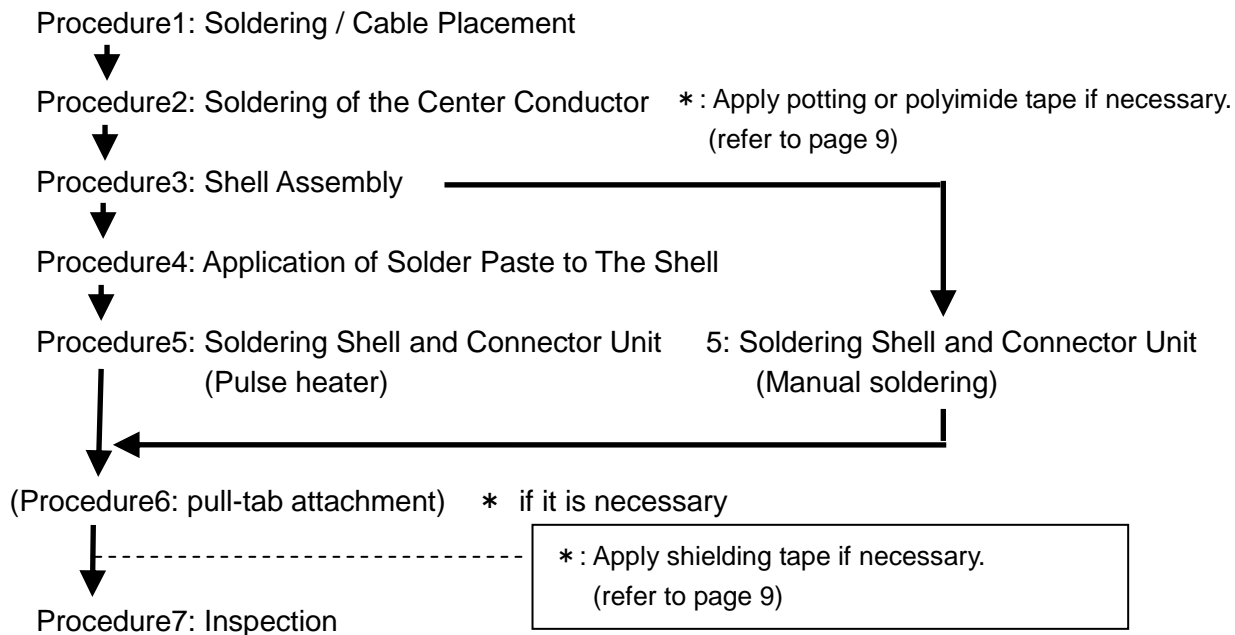 Procedure1: Soldering / Cable Placement
Procedure2: Soldering of the Center Conductor *: Apply potting or polyimide tape if necessary.
(refer to page 9)
Procedure3: Shell Assembly
Procedure4: Application of Solder Paste to The Shell
Procedure5: Soldering Shell and Connector Unit 5: Soldering Shell and Connector Unit
(Pulse heater) (Manual soldering)
(Procedure6: pull-tab attachment) * if it is necessary
*: Apply shielding tape if necessary.
(refer to page 9)
Procedure7: Inspection